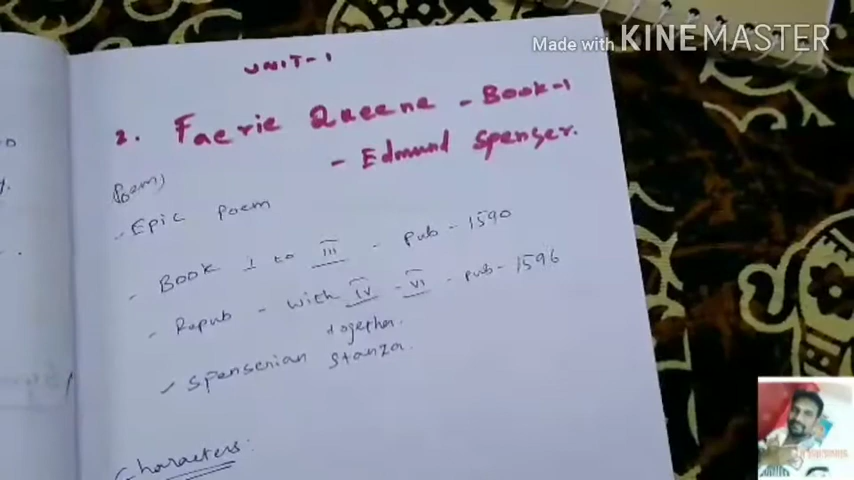 Made with KINEMASTER
UNIT-1
2. Faerie Queene - Book-1
- Edmund Spenser.
Poem)
Epic Poem
- Book I to III - pub - 1590
- Repub - with IV - VI - pub - 1596
together.
Spenserian Stanza.
Characters: